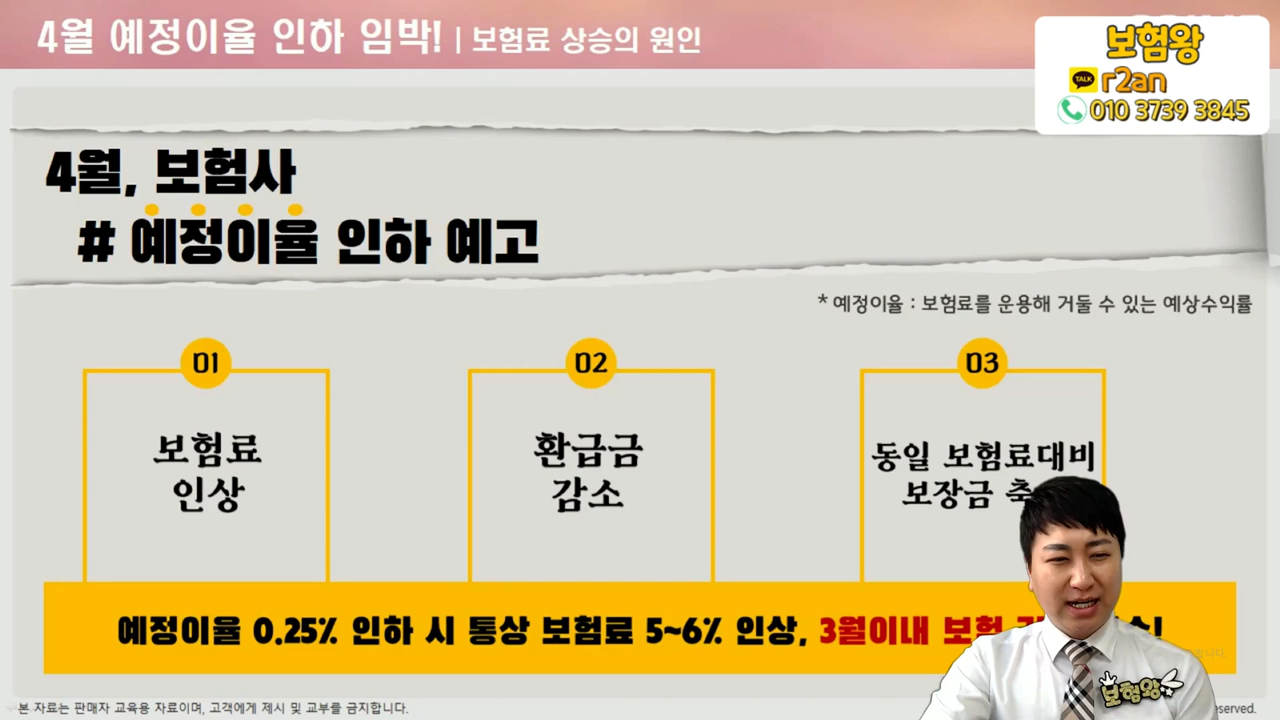 4월 예정이율 인하 임박! | 보험료 상승의 원인
보험왕
TALK r2an
010 3739 3845
4월, 보험사
# 예정이율 인하 예고
* 예정이율 : 보험료를 운용해 거둘 수 있는 예상수익률
01
보험료
인상
02
환급금
감소
03
동일 보험료대비
보장금
예정이율 0.25% 인하 시 통상 보험료 5~6% 인상, 3월이내 보험
보험왕
본 자료는 판매자 교육용 자료이며, 고객에게 제시 및 교부를 금지합니다.